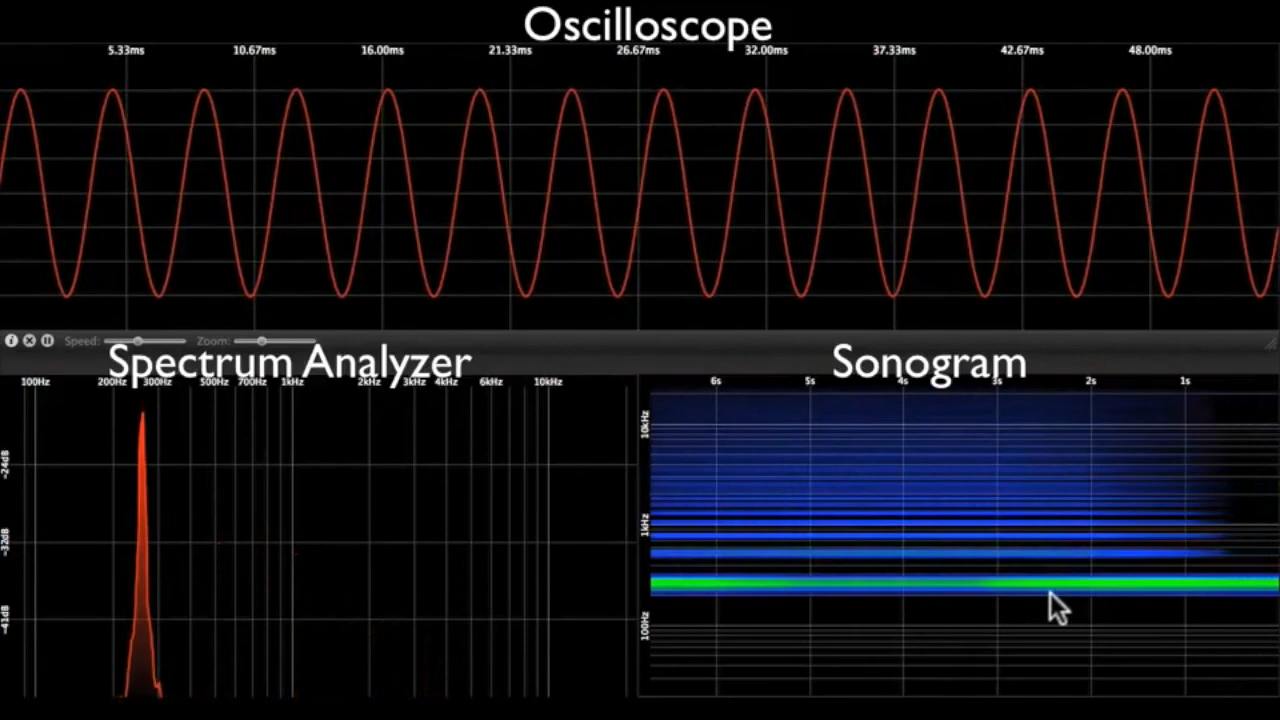 Oscilloscope
5.33ms 10.67ms 16.00ms 21.33ms 26.67ms 32.00ms 37.33ms 42.67ms 48.00ms
Speed: Zoom:
Spectrum Analyzer
Sonogram
100Hz 200Hz 300Hz 500Hz 700Hz 1kHz 2kHz 3kHz 4kHz 6kHz 10kHz
-24dB
-32dB
-41dB
6s 5s 4s 3s 2s 1s
10kHz
1kHz
100Hz